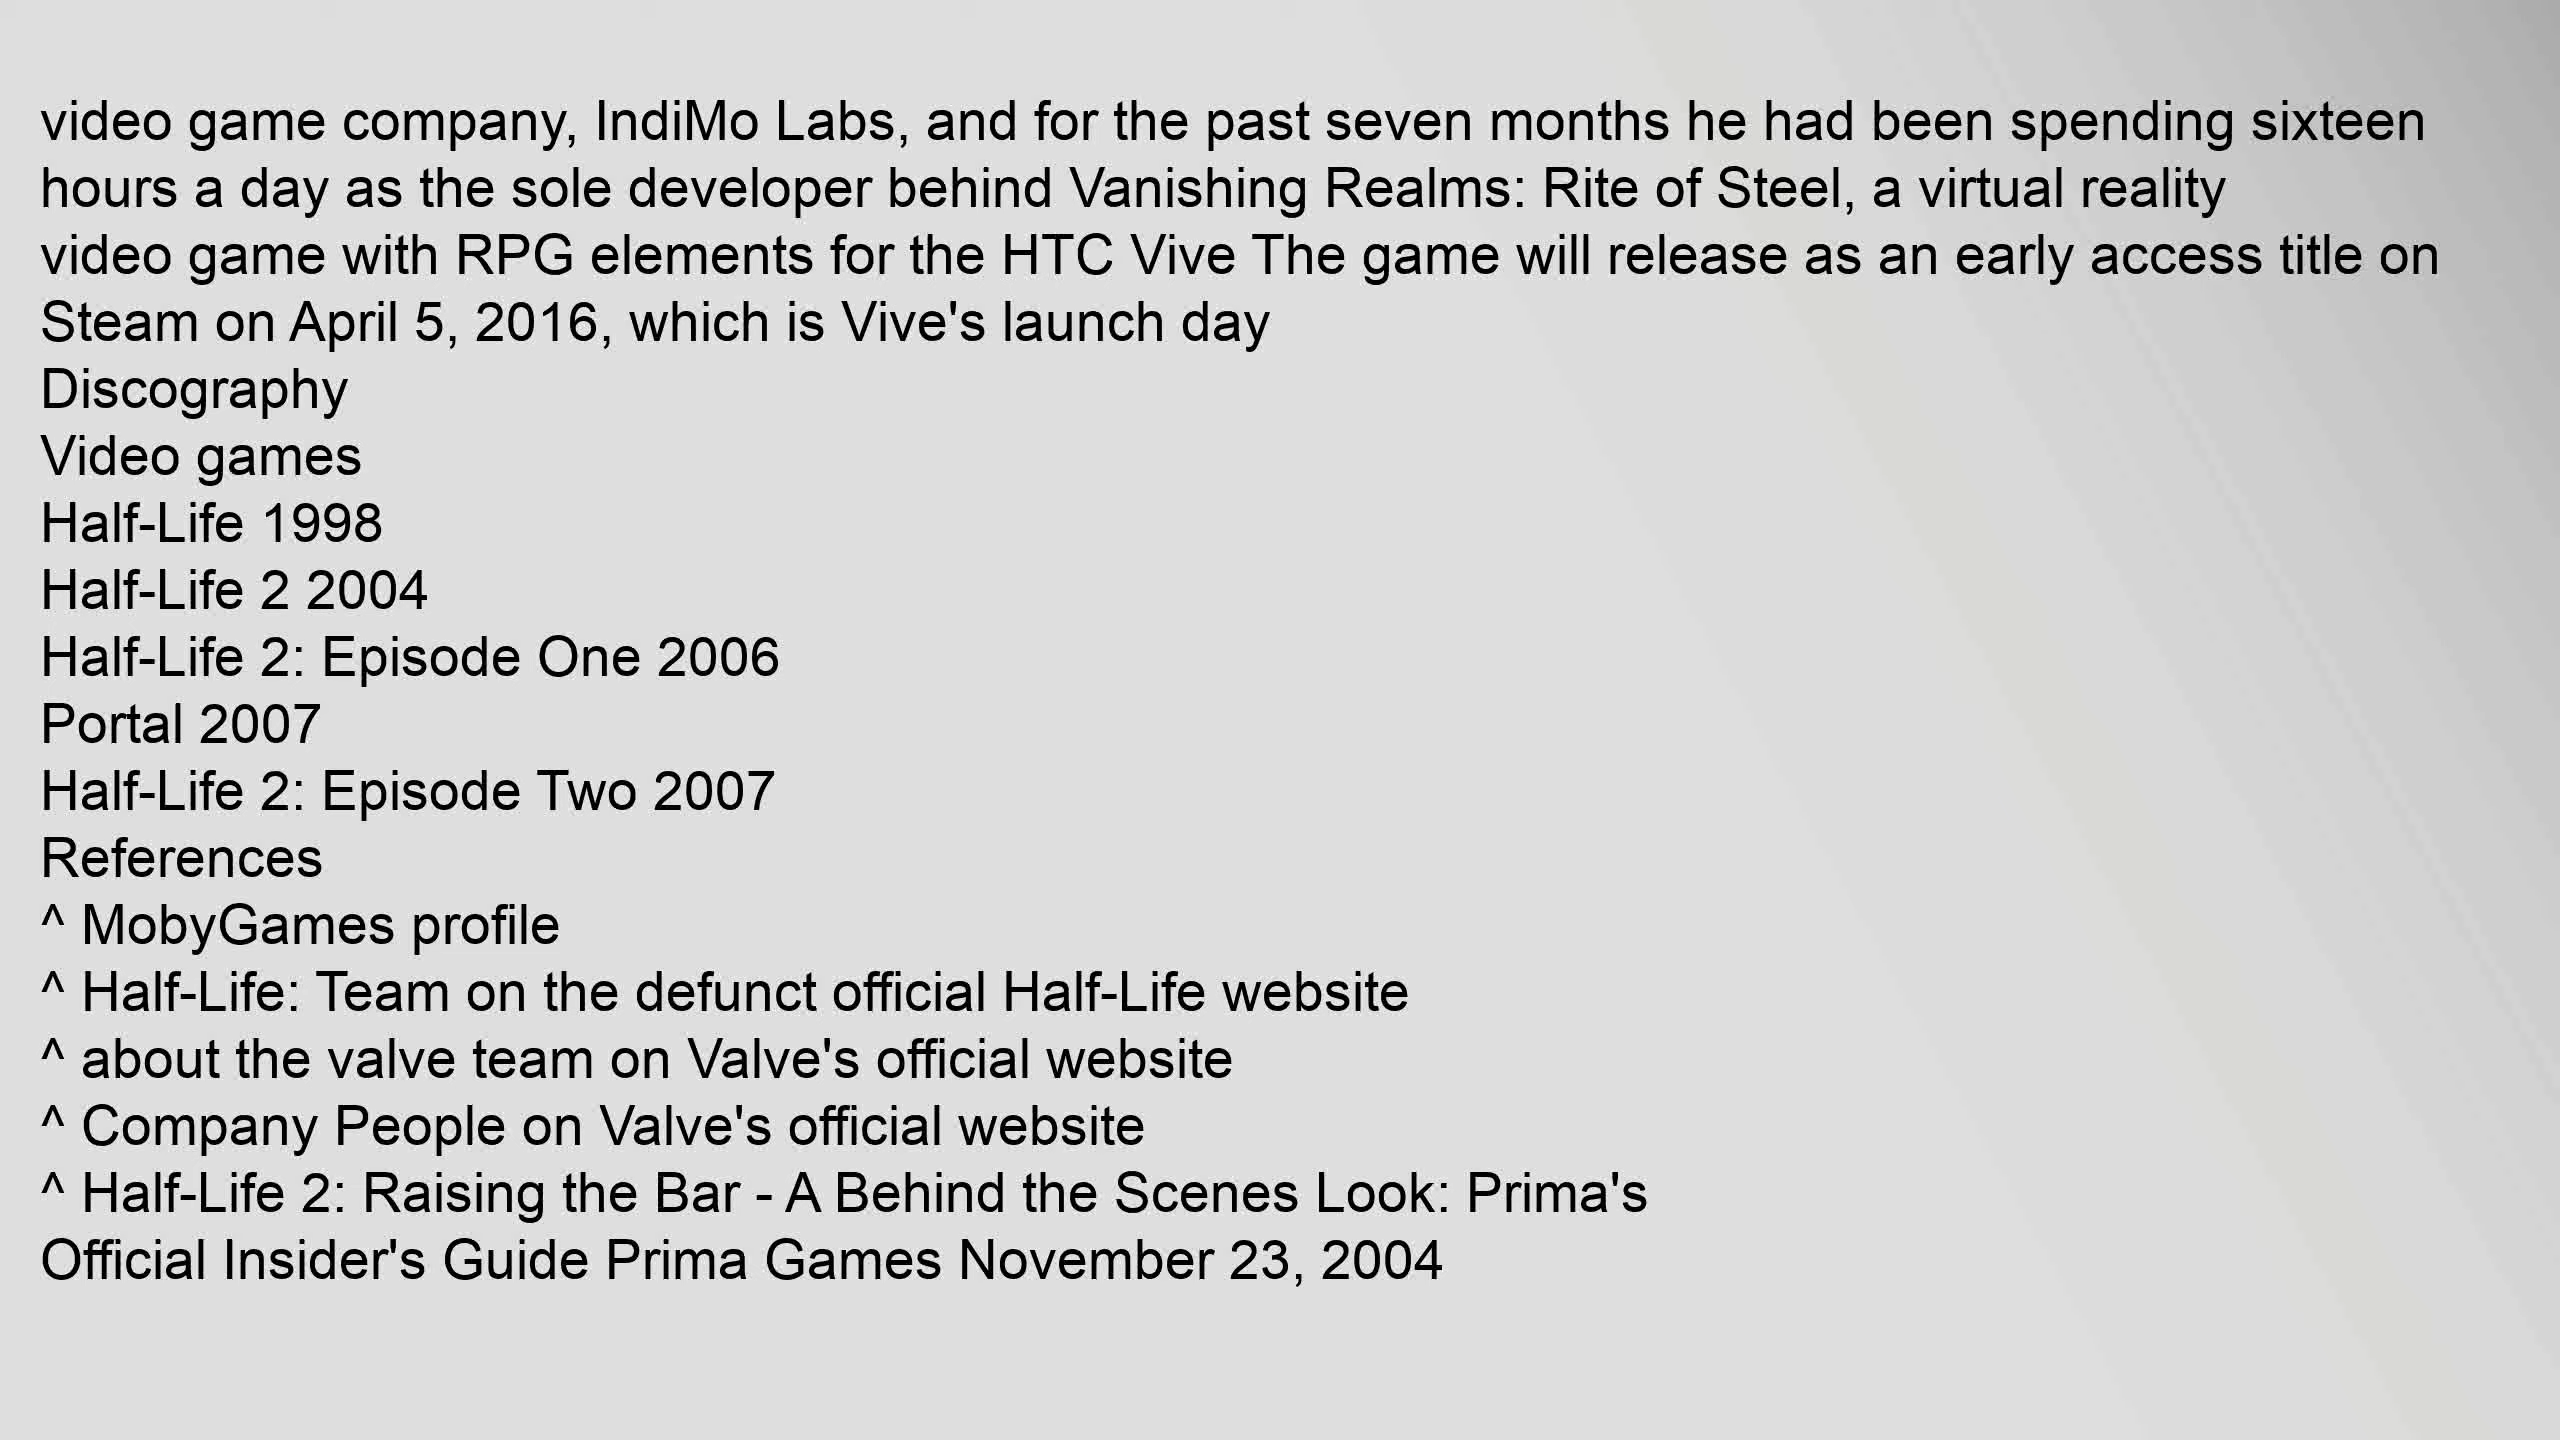 video game company, IndiMo Labs, and for the past seven months he had been spending sixteen
hours a day as the sole developer behind Vanishing Realms: Rite of Steel, a virtual reality
video game with RPG elements for the HTC Vive The game will release as an early access title on
Steam on April 5, 2016, which is Vive's launch day
Discography
Video games
Half-Life 1998
Half-Life 2 2004
Half-Life 2: Episode One 2006
Portal 2007
Half-Life 2: Episode Two 2007
References
^ MobyGames profile
^ Half-Life: Team on the defunct official Half-Life website
^ about the valve team on Valve's official website
^ Company People on Valve's official website
^ Half-Life 2: Raising the Bar - A Behind the Scenes Look: Prima's
Official Insider's Guide Prima Games November 23, 2004